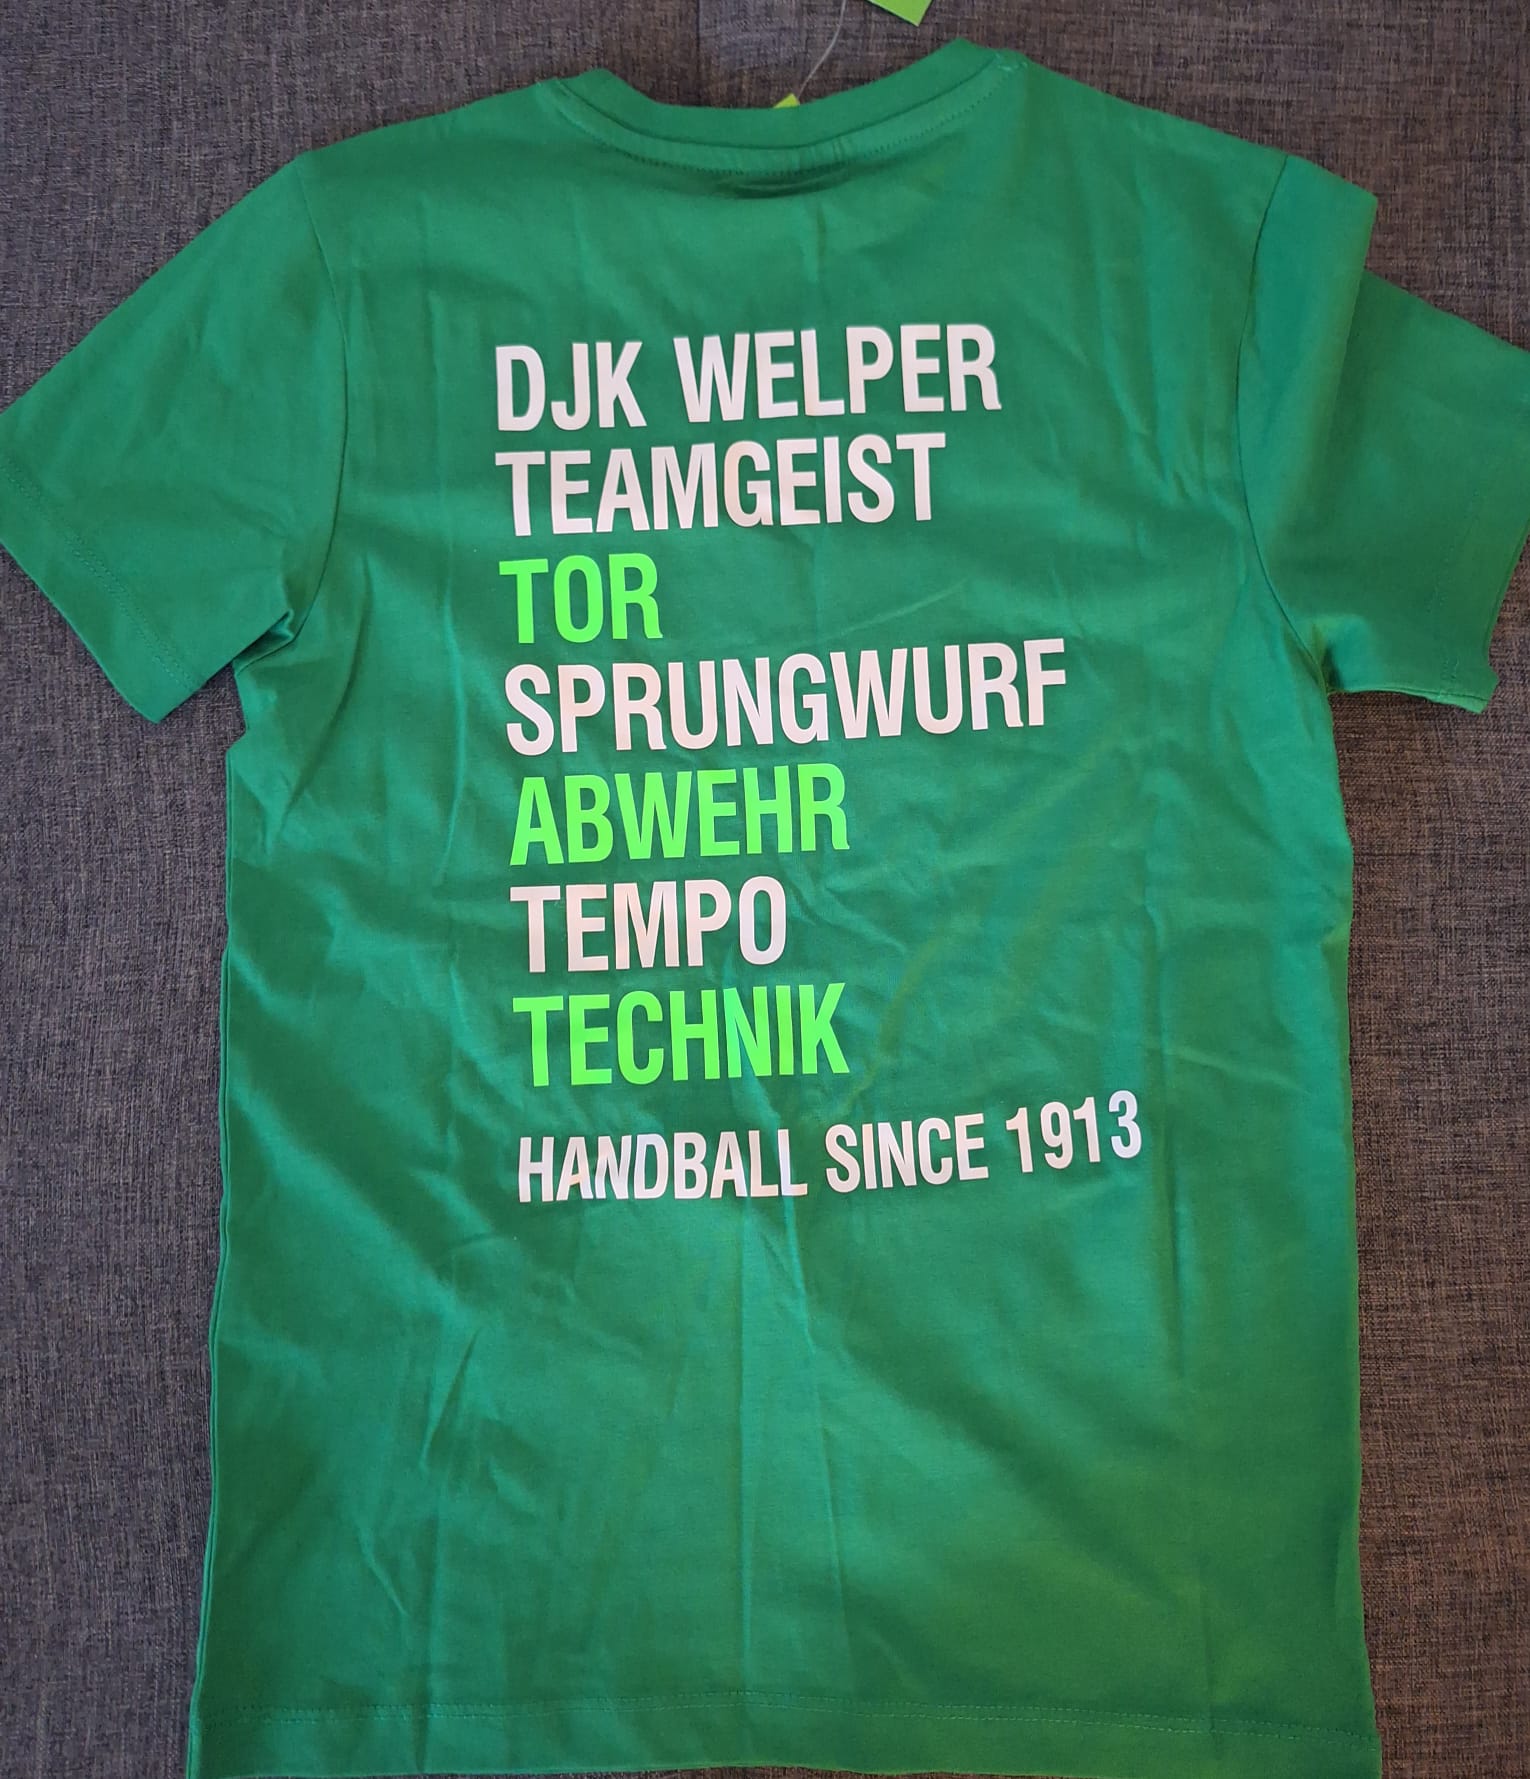 DJK WELPER
TEAMGEIST
TOR
SPRUNGWURF
ABWEHR
TEMPO
TECHNIK
HANDBALL SINCE 1913